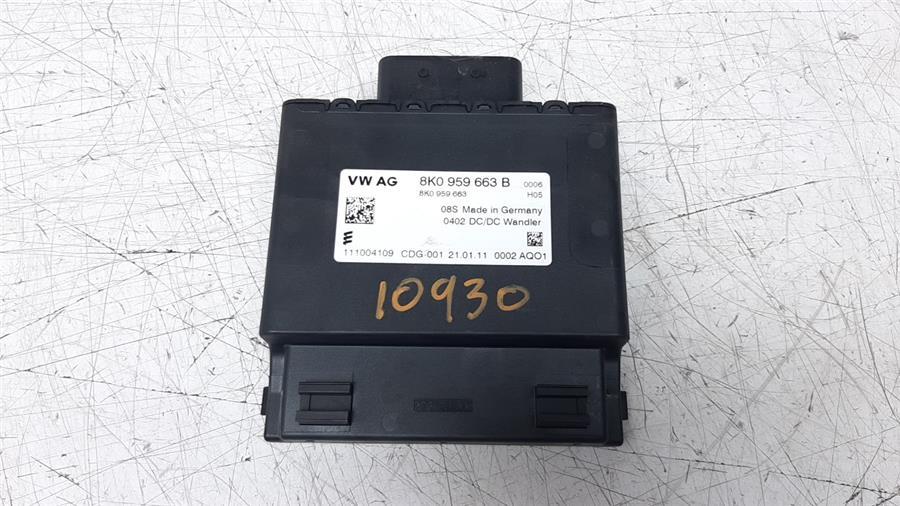 VW AG 8K0 959 663 B 0006
8K0 959 663 H05
08S Made in Germany
0402 DC/DC Wandler
111004109 CDG-001 21.01.11 0002 AQ01
10930